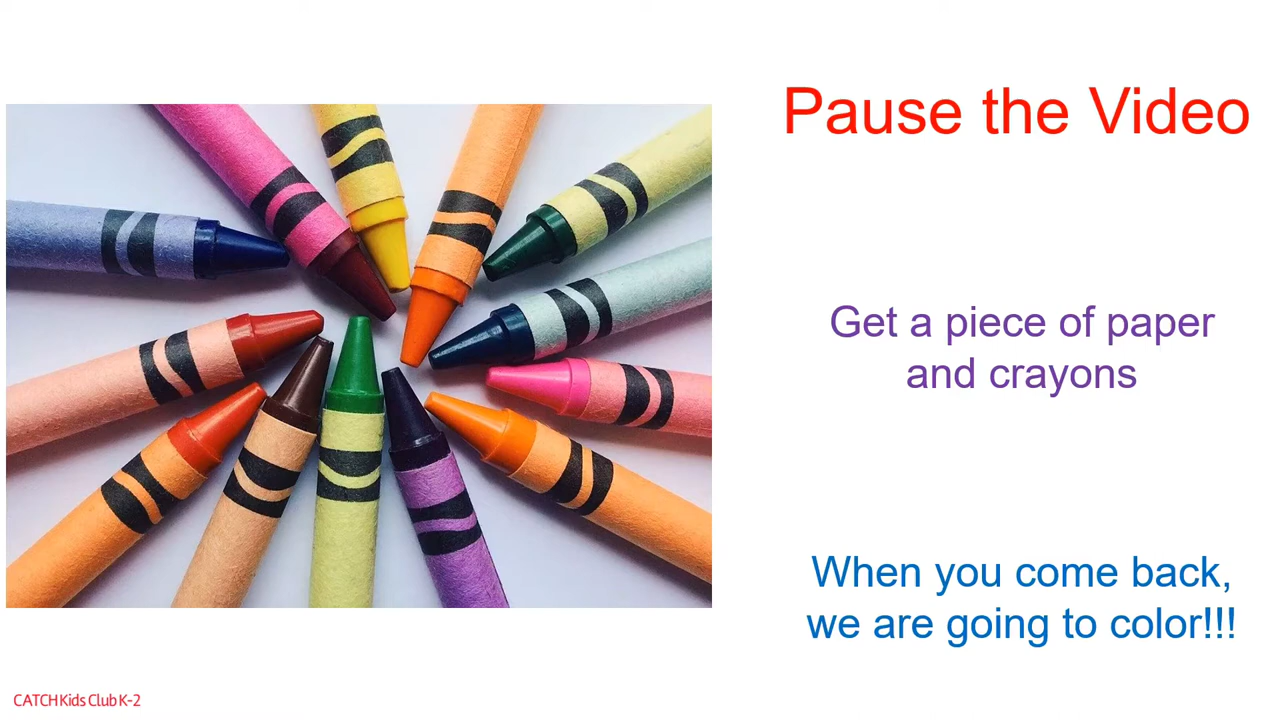 Pause the Video
Get a piece of paper
and crayons
When you come back,
we are going to color!!!
CATCH Kids Club K-2